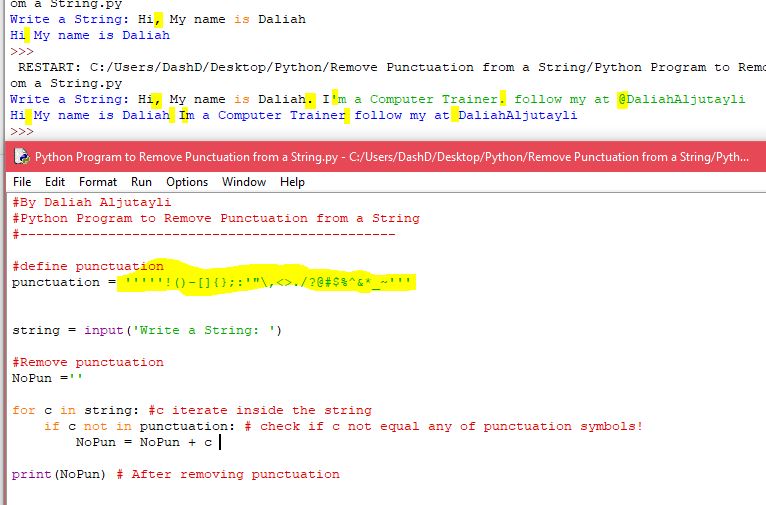 om a String.py
Write a String: Hi, My name is Daliah
Hi My name is Daliah
>>>
 RESTART: C:/Users/DashD/Desktop/Python/Remove Punctuation from a String/Python Program to Remo
om a String.py
Write a String: Hi, My name is Daliah. I'm a Computer Trainer. follow my at @DaliahAljutayli
Hi My name is Daliah Im a Computer Trainer follow my at DaliahAljutayli
>>>
Python Program to Remove Punctuation from a String.py - C:/Users/DashD/Desktop/Python/Remove Punctuation from a String/Pyth...
File Edit Format Run Options Window Help
#By Daliah Aljutayli
#Python Program to Remove Punctuation from a String
#-----------------------------------------------
#define punctuation
punctuation = '''''!()-[]{};:'"\,<>./?@#$%^&*_~'''
string = input('Write a String: ')
#Remove punctuation
NoPun =''
for c in string: #c iterate inside the string
    if c not in punctuation: # check if c not equal any of punctuation symbols!
        NoPun = NoPun + c
print(NoPun) # After removing punctuation